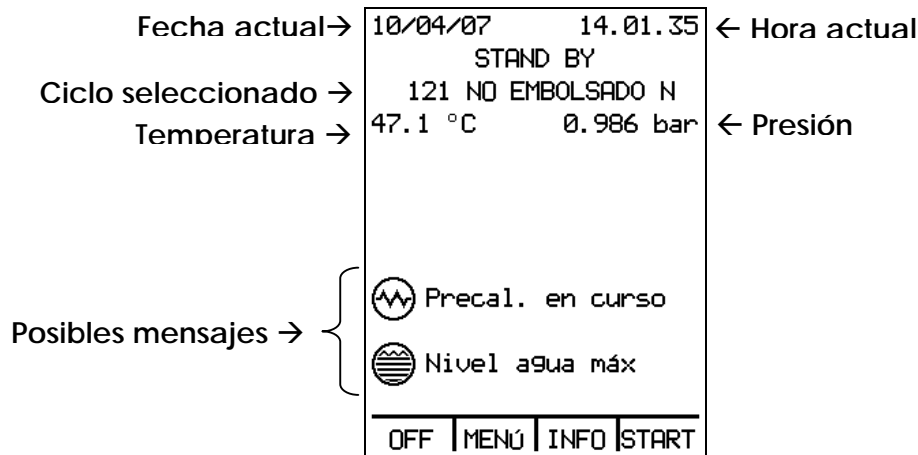 Fecha actual→ 10/04/07 14.01.35 ← Hora actual
STAND BY
Ciclo seleccionado → 121 NO EMBOLSADO N
Temperatura → 47.1 °C 0.986 bar ← Presión
Precal. en curso
Posibles mensajes →
Nivel agua máx
OFF MENÚ INFO START